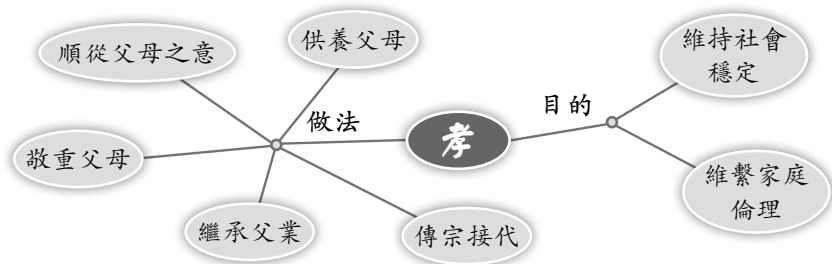 順從父母之意
供養父母
維持社會
穩定
做法
孝
目的
敬重父母
維繫家庭
倫理
繼承父業
傳宗接代